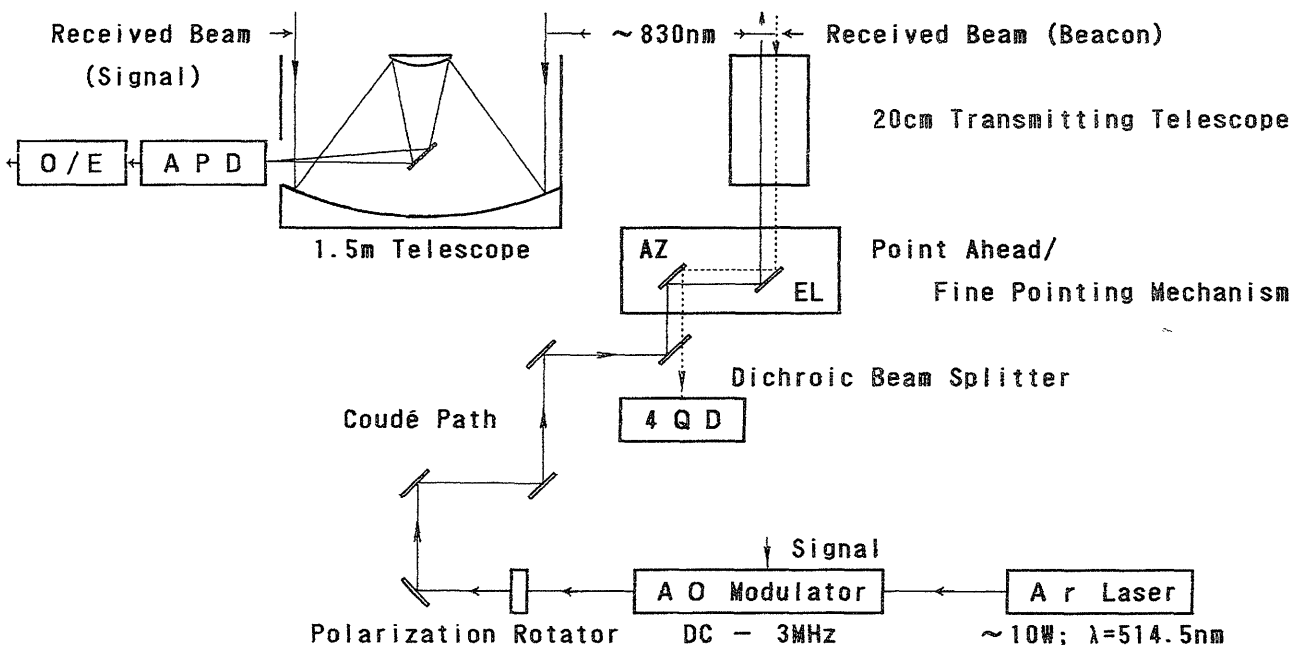 Received Beam
(Signal)
~830nm
Received Beam (Beacon)
20cm Transmitting Telescope
O/E
APD
1.5m Telescope
AZ
EL
Point Ahead/
Fine Pointing Mechanism
Dichroic Beam Splitter
4QD
Coudé Path
Signal
AO Modulator
Ar Laser
Polarization Rotator
DC - 3MHz
~10W; λ=514.5nm